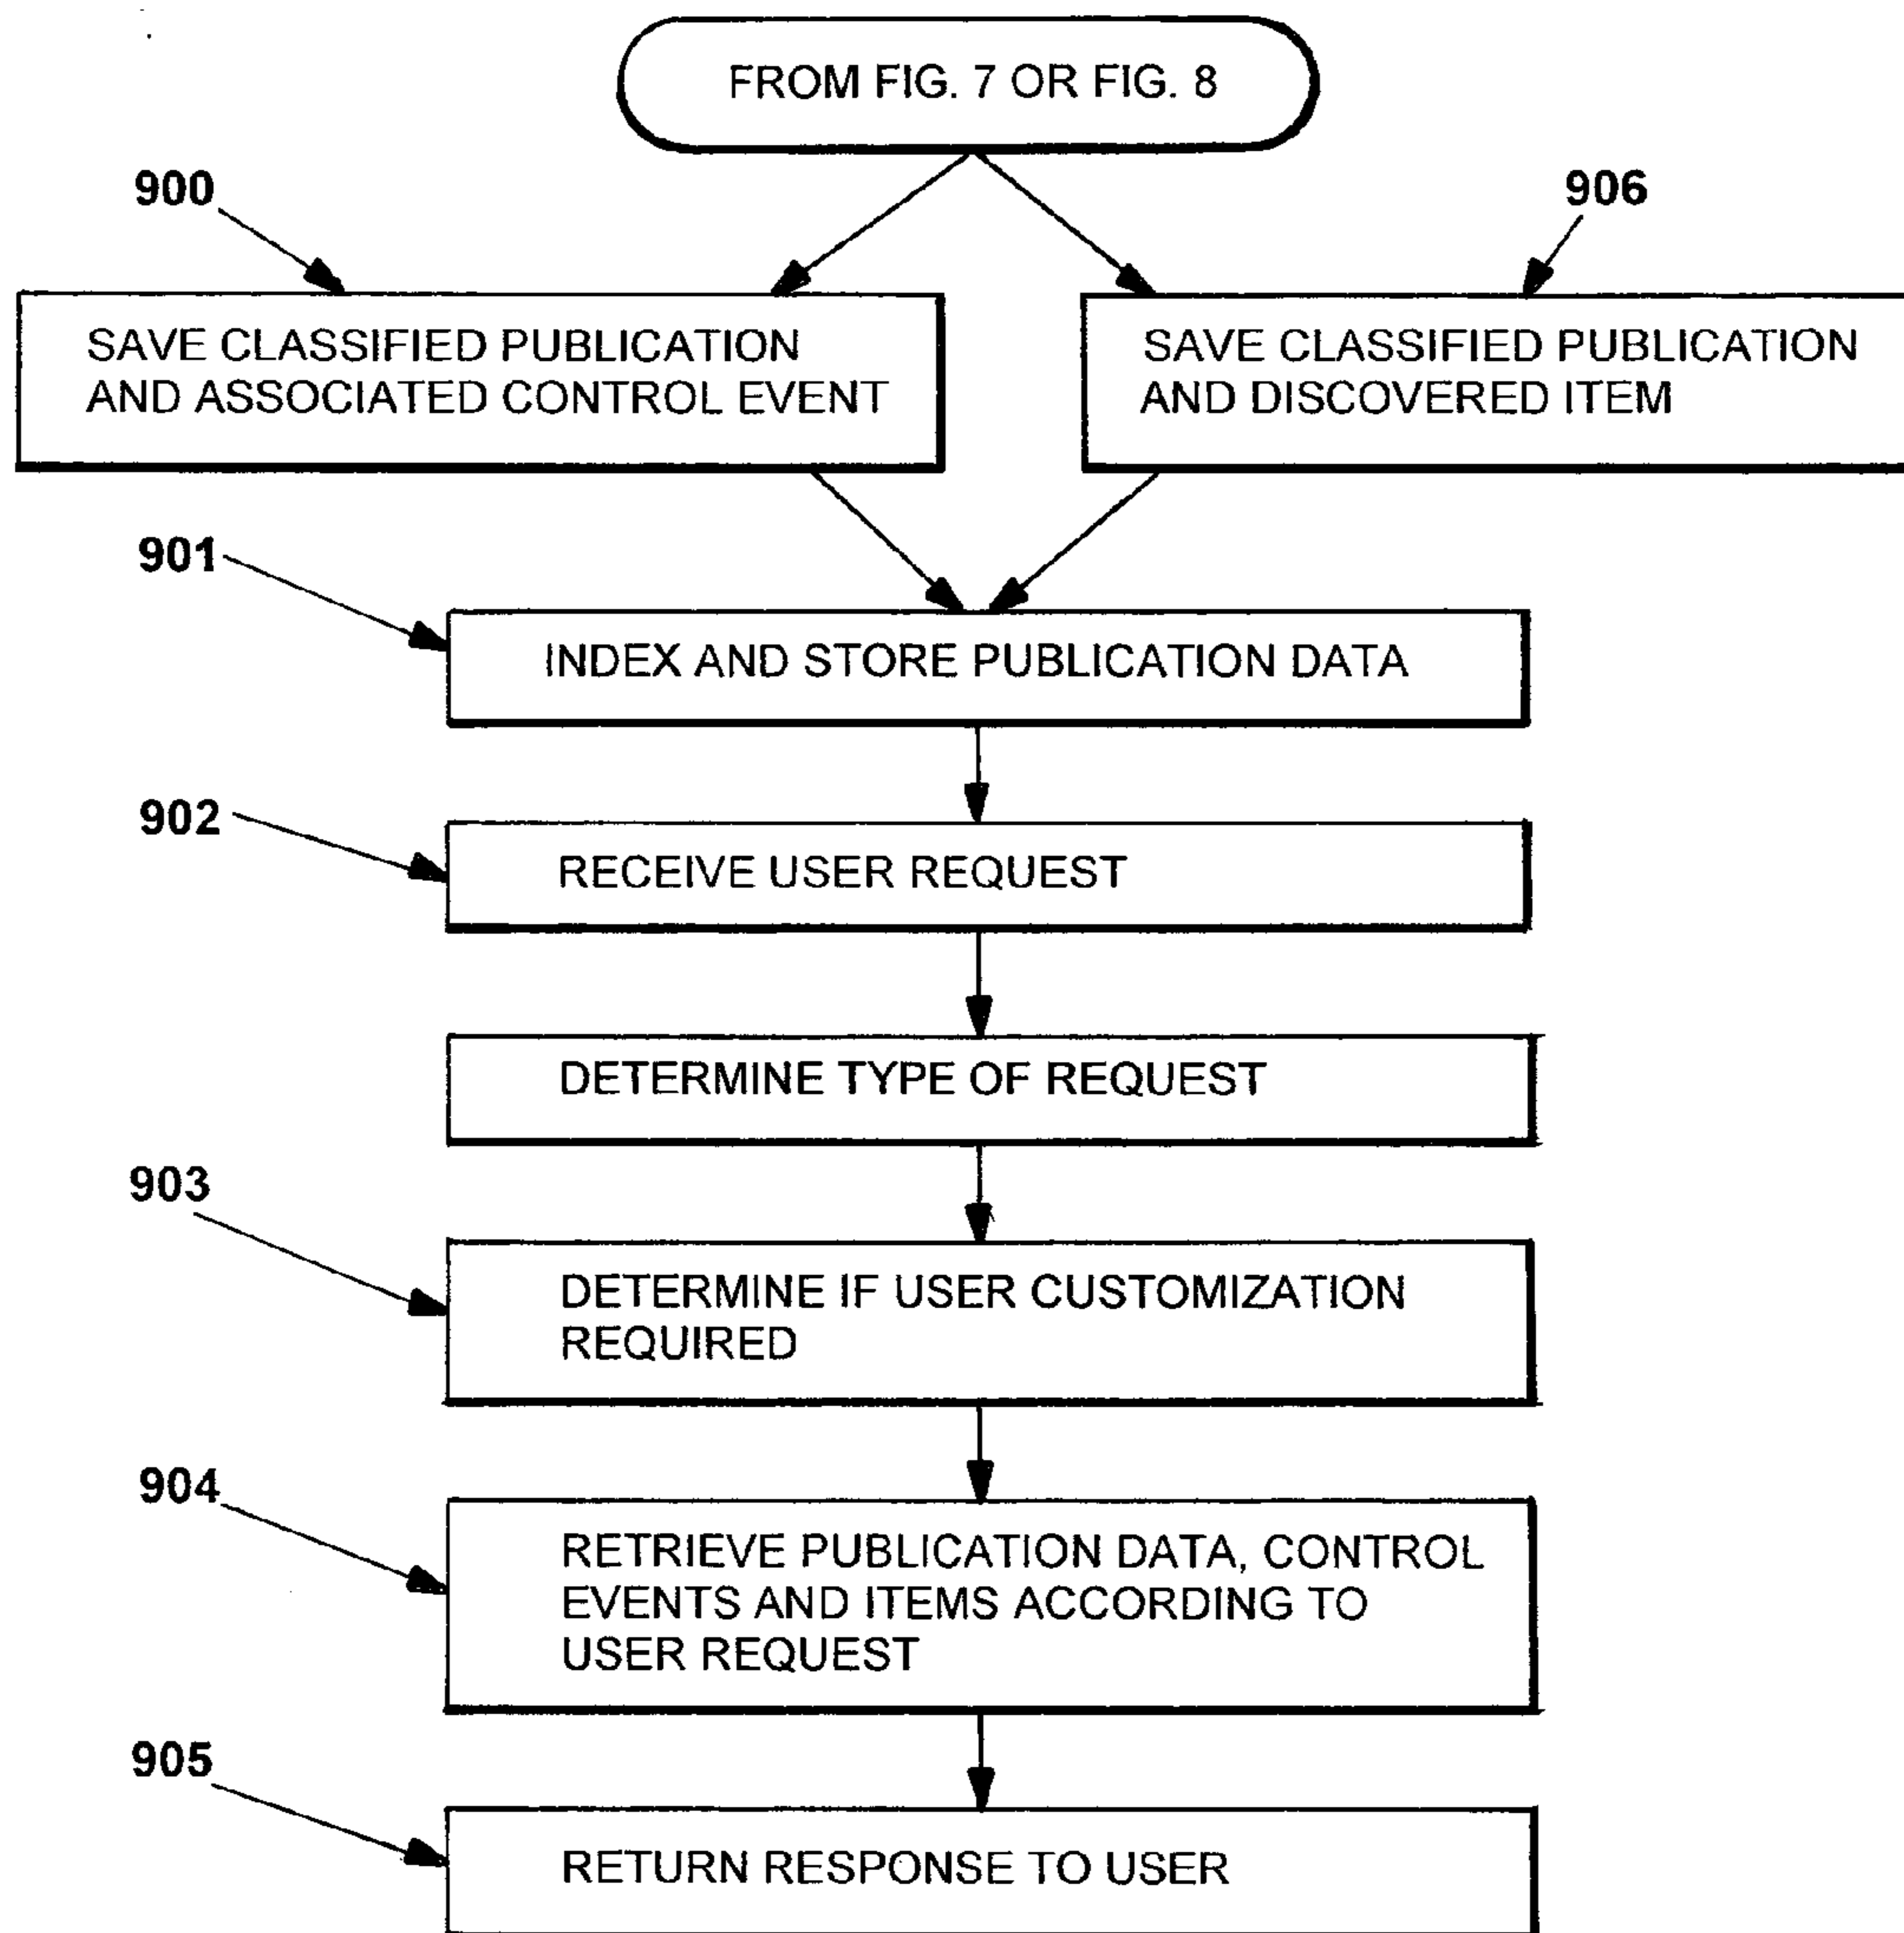 FROM FIG. 7 OR FIG. 8
900
906
SAVE CLASSIFIED PUBLICATION
AND ASSOCIATED CONTROL EVENT
SAVE CLASSIFIED PUBLICATION
AND DISCOVERED ITEM
901
INDEX AND STORE PUBLICATION DATA
902
RECEIVE USER REQUEST
DETERMINE TYPE OF REQUEST
903
DETERMINE IF USER CUSTOMIZATION
REQUIRED
904
RETRIEVE PUBLICATION DATA, CONTROL
EVENTS AND ITEMS ACCORDING TO
USER REQUEST
905
RETURN RESPONSE TO USER